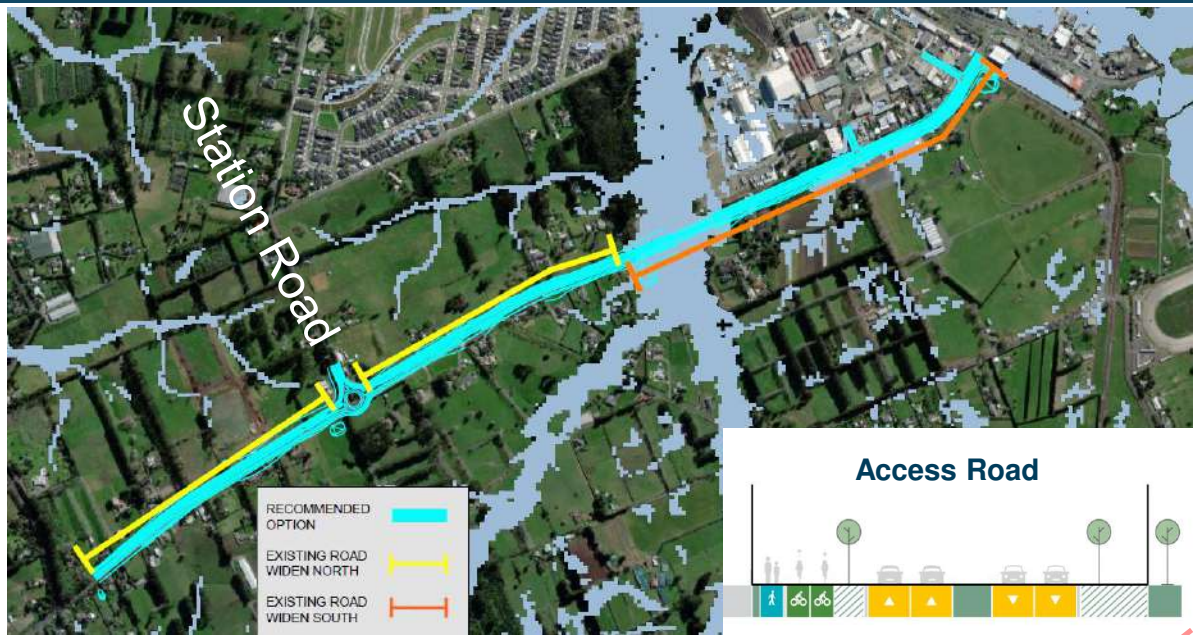 Station Road
RECOMMENDED
OPTION
EXISTING ROAD
WIDEN NORTH
EXISTING ROAD
WIDEN SOUTH
Access Road